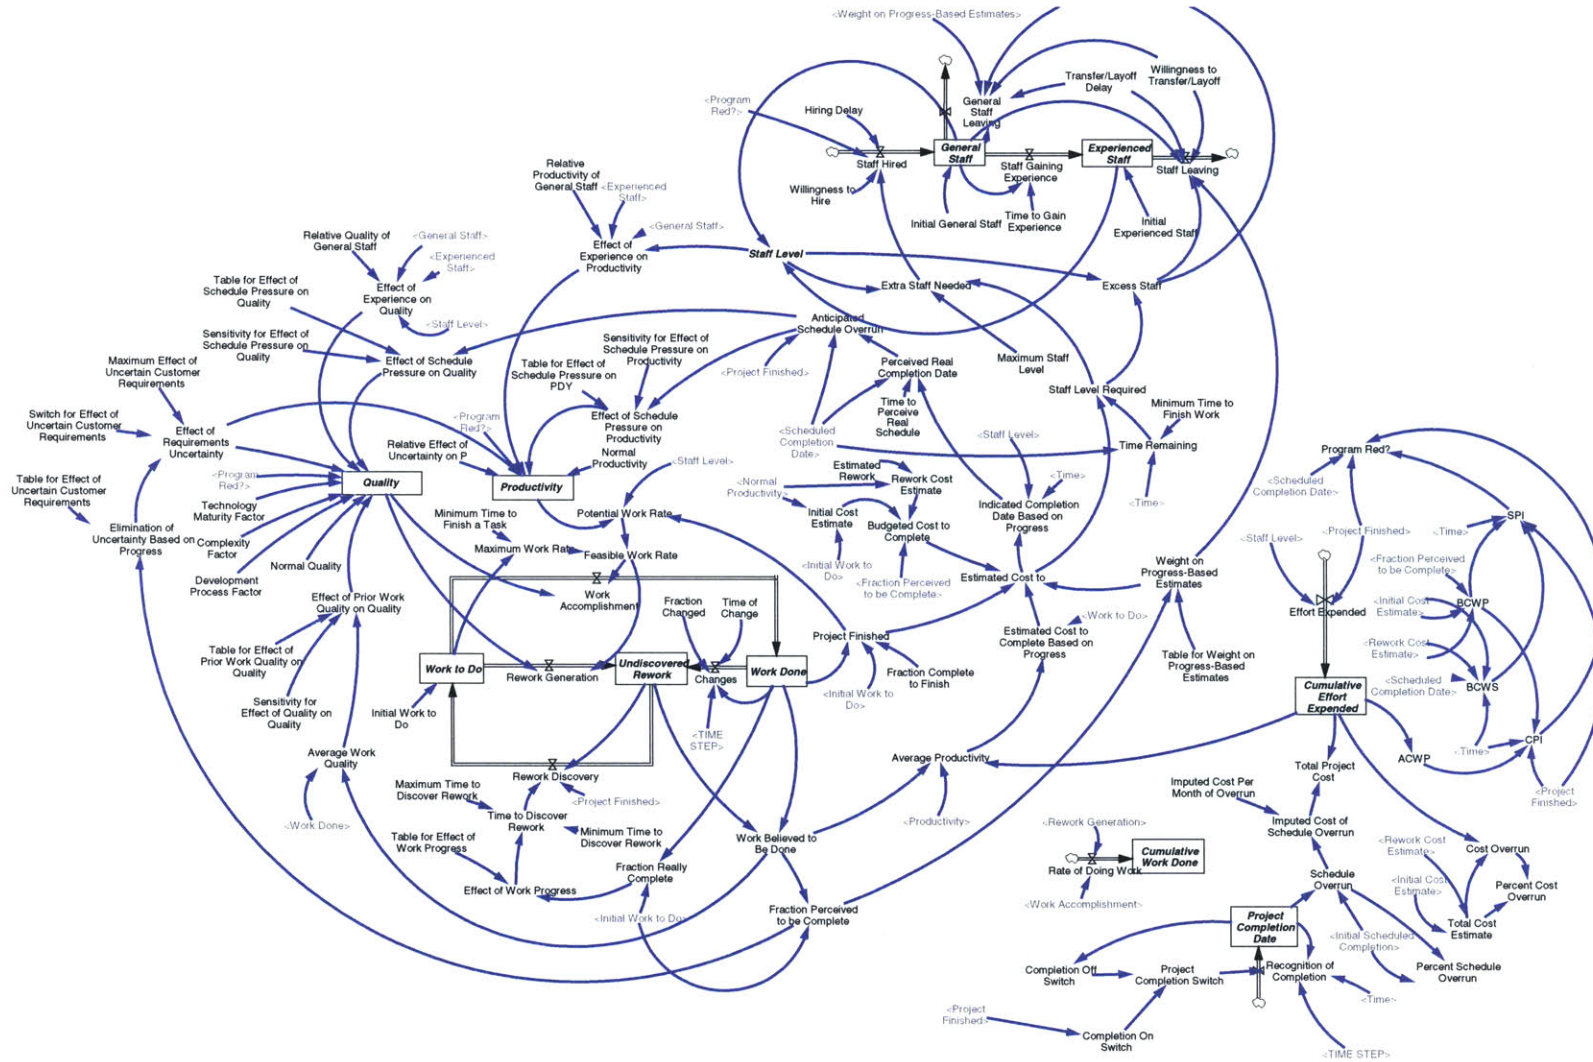 <Weight on Progress-Based Estimates>
<Program
Red?>
Hiring Delay
General
Staff
Leaving
Transfer/Layoff
Delay
Willingness to
Transfer/Layoff
Staff Hired
General
Staff
Staff Gaining
Experience
Experienced
Staff
Staff Leaving
Willingness to
Hire
Initial General Staff
Time to Gain
Experience
Initial
Experienced Staff
Relative
Productivity of
General Staff
<Experienced
Staff>
<General Staff>
Effect of
Experience on
Productivity
Staff Level
Extra Staff Needed
Excess Staff
Relative Quality of
General Staff
<General Staff>
<Experienced
Staff>
Effect of
Experience on
Quality
<Staff Level>
Table for Effect of
Schedule Pressure on
Quality
Sensitivity for Effect of
Schedule Pressure on
Quality
Effect of Schedule
Pressure on Quality
Maximum Effect of
Uncertain Customer
Requirements
Switch for Effect of
Uncertain Customer
Requirements
Effect of
Requirements
Uncertainty
Table for Effect of
Uncertain Customer
Requirements
Elimination of
Uncertainty Based on
Progress
<Program
Red?>
Technology
Maturity Factor
Complexity
Factor
Development
Process Factor
Normal Quality
Quality
Table for Effect of
Schedule Pressure on
PDY
Sensitivity for Effect of
Schedule Pressure on
Productivity
Effect of Schedule
Pressure on
Productivity
<Program
Red?>
Relative Effect of
Uncertainty on P
Normal
Productivity
Productivity
Anticipated
Schedule Overrun
<Project Finished>
Perceived Real
Completion Date
Time to
Perceive Real
Schedule
<Scheduled
Completion
Date>
Maximum Staff
Level
Staff Level Required
Minimum Time to
Finish Work
Time Remaining
<Time>
<Staff Level>
Potential Work Rate
Minimum Time to
Finish a Task
Maximum Work Rate
Feasible Work Rate
<Normal
Productivity>
Estimated
Rework
Rework Cost
Estimate
Initial Cost
Estimate
Budgeted Cost to
Complete
<Initial Work to
Do>
<Fraction Perceived
to be Complete>
<Staff Level>
<Time>
Indicated Completion
Date Based on
Progress
Estimated Cost to
Weight on
Progress-Based
Estimates
Table for Weight on
Progress-Based
Estimates
<Work to Do>
Estimated Cost to
Complete Based on
Progress
Work
Accomplishment
Fraction
Changed
Time of
Change
Project Finished
Fraction Complete
to Finish
<Initial Work to
Do>
Work to Do
Rework Generation
Undiscovered
Rework
Changes
Work Done
<TIME
STEP>
Initial Work to
Do
Effect of Prior Work
Quality on Quality
Table for Effect of
Prior Work Quality
on Quality
Sensitivity for
Effect of Quality on
Quality
Average Work
Quality
<Work Done>
Rework Discovery
<Project Finished>
Maximum Time to
Discover Rework
Time to Discover
Rework
Minimum Time to
Discover Rework
Table for Effect of
Work Progress
Effect of Work Progress
Fraction Really
Complete
<Initial Work to Do>
Work Believed to
Be Done
Fraction Perceived
to be Complete
Average Productivity
<Productivity>
Program Red?
<Scheduled
Completion Date>
<Project Finished>
<Staff Level>
Effort Expended
Cumulative
Effort
Expended
<Time>
SPI
<Fraction Perceived
to be Complete>
<Initial Cost
Estimate>
BCWP
<Rework Cost
Estimate>
<Scheduled
Completion Date>
BCWS
<Time>
CPI
ACWP
<Project
Finished>
Total Project
Cost
Imputed Cost Per
Month of Overrun
Imputed Cost of
Schedule Overrun
Schedule
Overrun
<Rework Generation>
Rate of Doing Work
Cumulative
Work Done
<Work Accomplishment>
<Rework Cost
Estimate>
<Initial Cost
Estimate>
Cost Overrun
Percent Cost
Overrun
Total Cost
Estimate
<Initial Scheduled
Completion>
Percent Schedule
Overrun
Project
Completion
Date
Completion Off
Switch
Project
Completion Switch
Recognition of
Completion
<Time>
<Project
Finished>
Completion On
Switch
<TIME STEP>